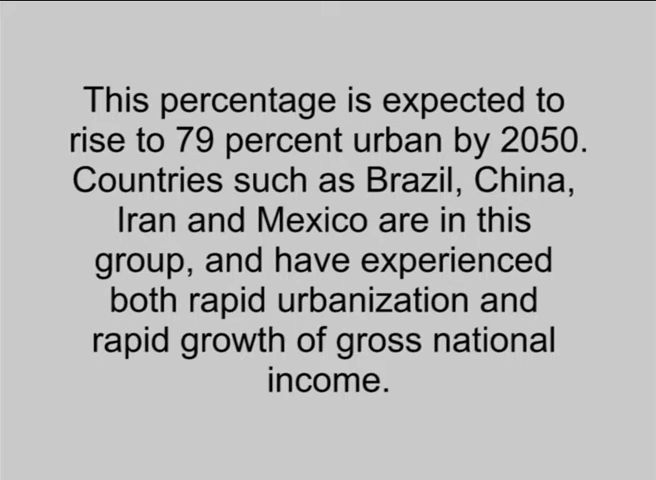 This percentage is expected to
rise to 79 percent urban by 2050.
Countries such as Brazil, China,
Iran and Mexico are in this
group, and have experienced
both rapid urbanization and
rapid growth of gross national
income.